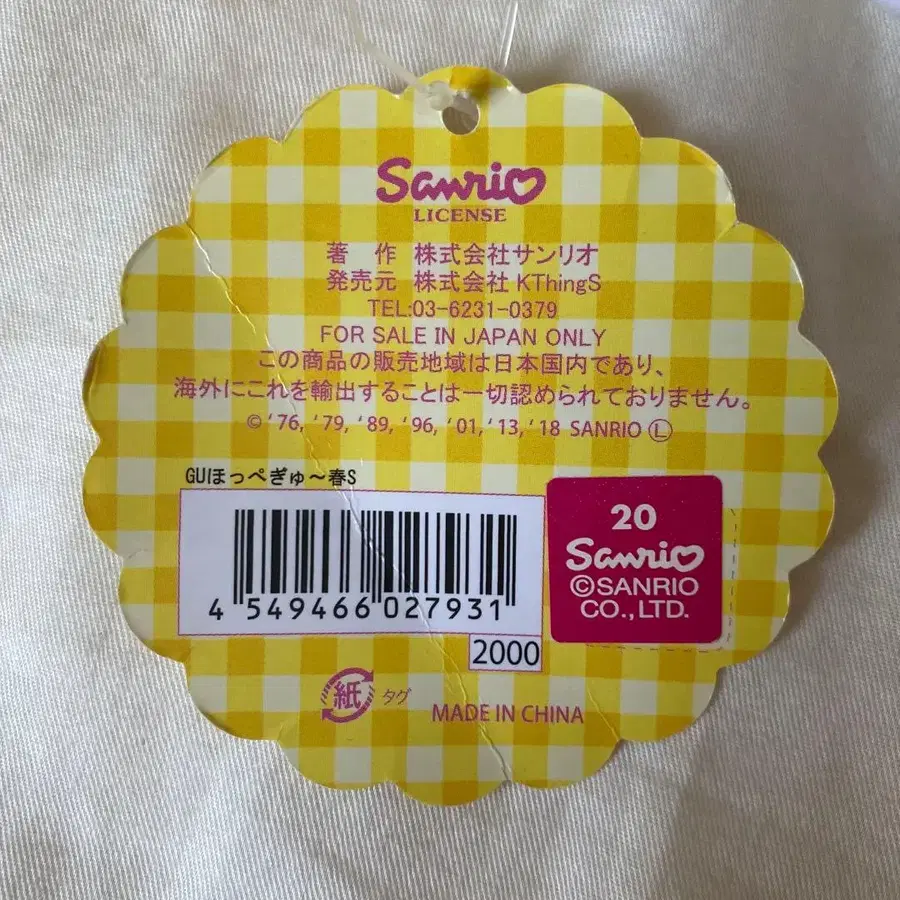 Sanrio
LICENSE
著 作 株式会社サンリオ
発売元 株式会社 KThingS
TEL:03-6231-0379
FOR SALE IN JAPAN ONLY
この商品の販売地域は日本国内であり、
海外にこれを輸出することは一切認められておりません。
© '76, '79, '89, '96, '01, '13, '18 SANRIO Ⓛ
GUほっぺぎゅ～春S
4 549466 027931
2000
20
Sanrio
©SANRIO
CO.,LTD.
紙 タグ
MADE IN CHINA